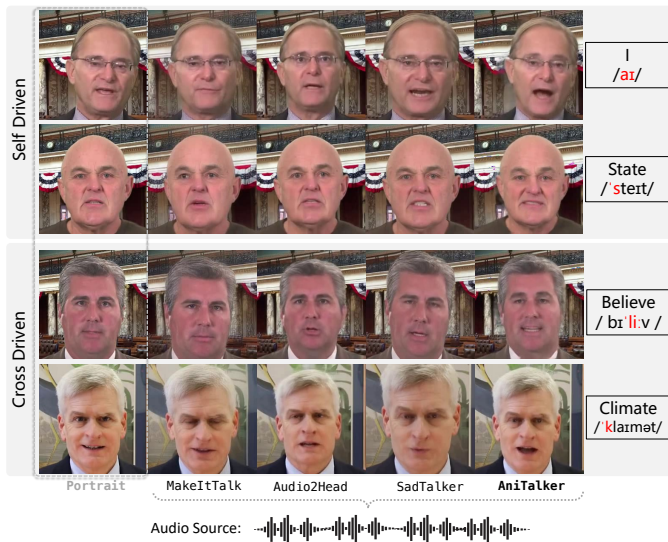 Self Driven
I
/aɪ/
State
/ˈsteɪt/
Cross Driven
Believe
/ bɪˈliːv /
Climate
/ˈklaɪmət/
Portrait
MakeItTalk
Audio2Head
SadTalker
AniTalker
Audio Source: